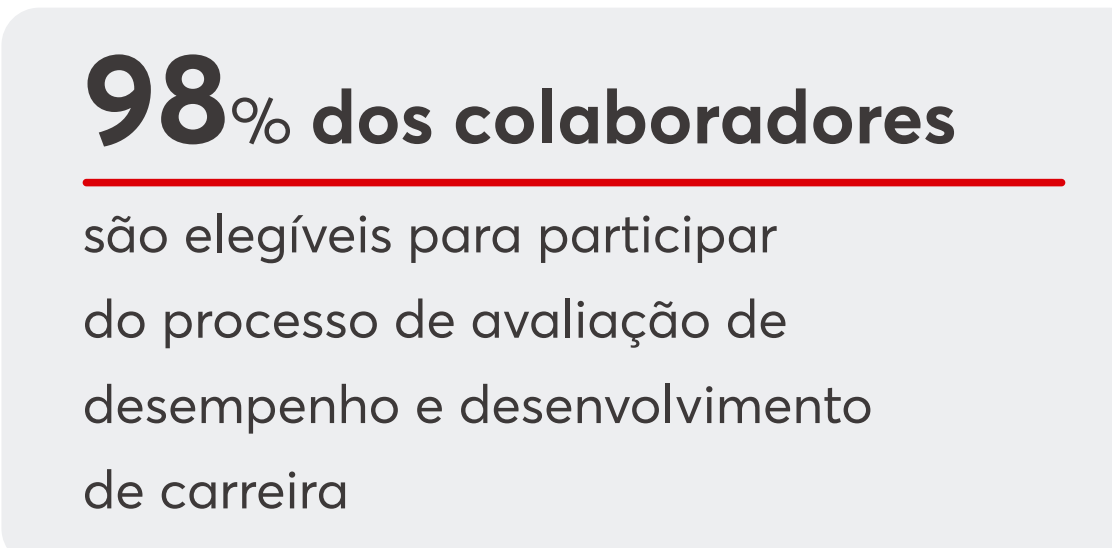 98% dos colaboradores
são elegíveis para participar
do processo de avaliação de
desempenho e desenvolvimento
de carreira